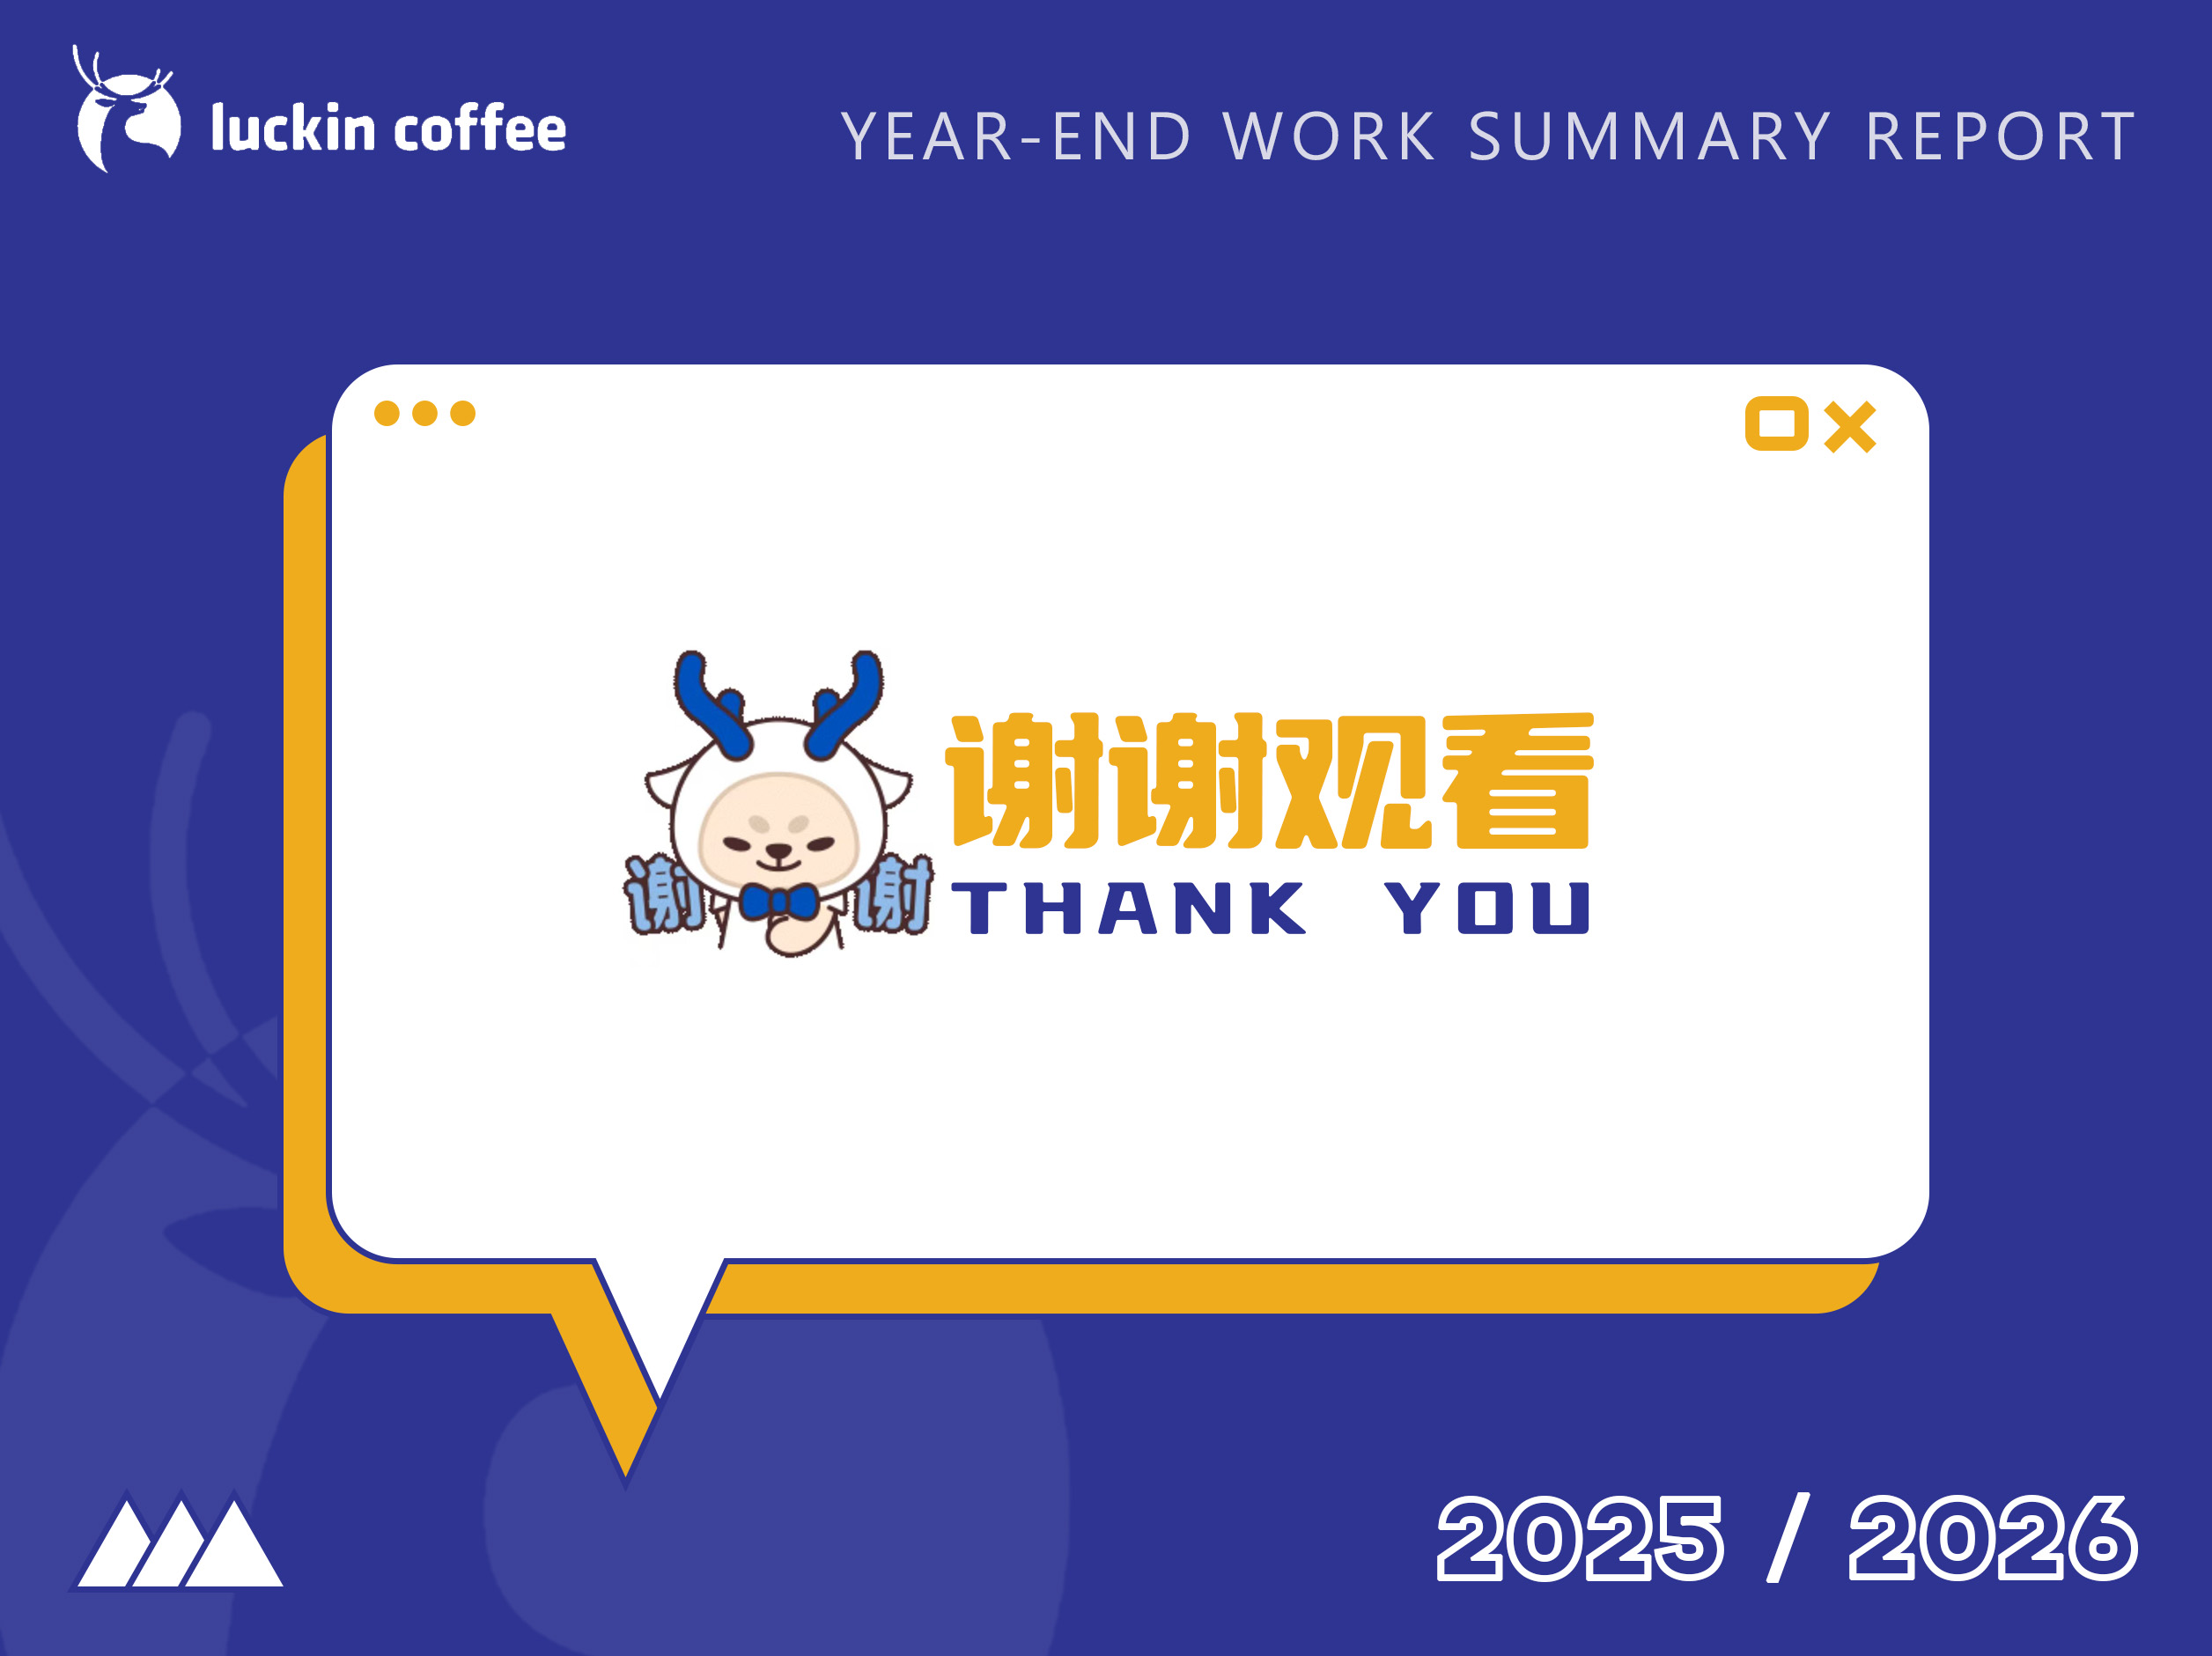 luckin coffee
YEAR-END WORK SUMMARY REPORT
谢谢观看
谢 谢
THANK YOU
2025 / 2026